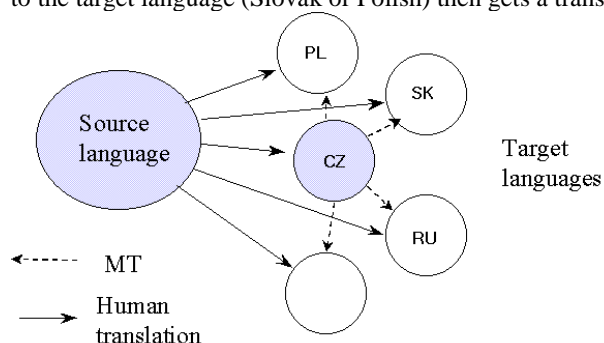 to the target language (Slovak or Polish) then gets a trans
PL
SK
Source
language
CZ
Target
languages
RU
MT
Human
translation